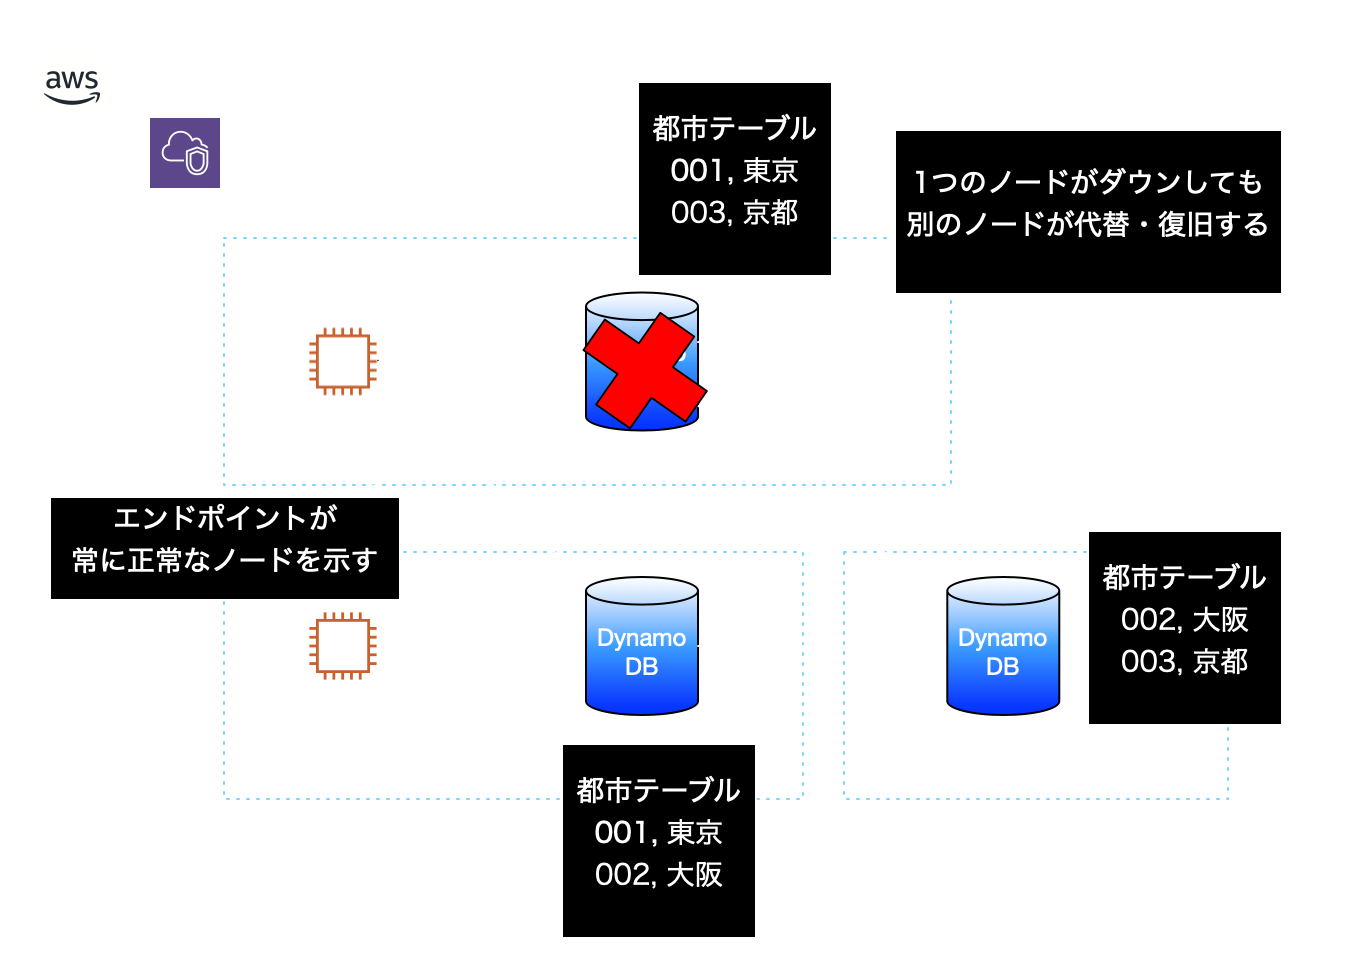 aws
都市テーブル
001, 東京
003, 京都
1つのノードがダウンしても
別のノードが代替・復旧する
エンドポイントが
常に正常なノードを示す
Dynamo
DB
都市テーブル
001, 東京
002, 大阪
Dynamo
DB
都市テーブル
002, 大阪
003, 京都